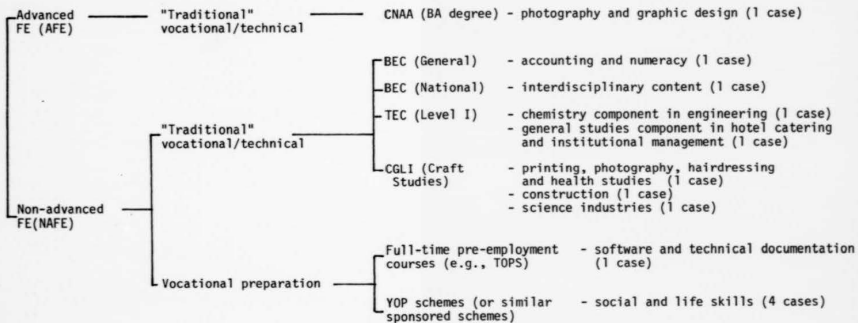 Advanced FE (AFE)
"Traditional" vocational/technical
CNAA (BA degree) - photography and graphic design (1 case)
BEC (General) - accounting and numeracy (1 case)
BEC (National) - interdisciplinary content (1 case)
"Traditional" vocational/technical
TEC (Level I) - chemistry component in engineering (1 case)
- general studies component in hotel catering
and institutional management (1 case)
CGLI (Craft Studies) - printing, photography, hairdressing
and health studies (1 case)
- construction (1 case)
- science industries (1 case)
Non-advanced FE(NAFE)
Full-time pre-employment courses (e.g., TOPS) - software and technical documentation
(1 case)
Vocational preparation
YOP schemes (or similar sponsored schemes) - social and life skills (4 cases)